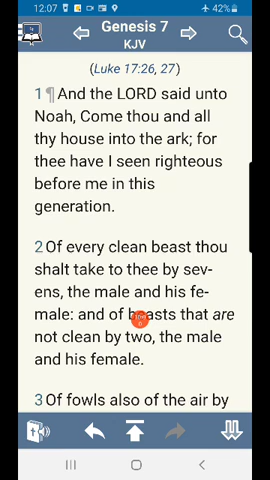 12:07
42%
Genesis 7
KJV
(Luke 17:26, 27)
1 ¶ And the LORD said unto
Noah, Come thou and all
thy house into the ark; for
thee have I seen righteous
before me in this
generation.
2 Of every clean beast thou
shalt take to thee by sev-
ens, the male and his fe-
male: and of beasts that are
not clean by two, the male
and his female.
3 Of fowls also of the air by